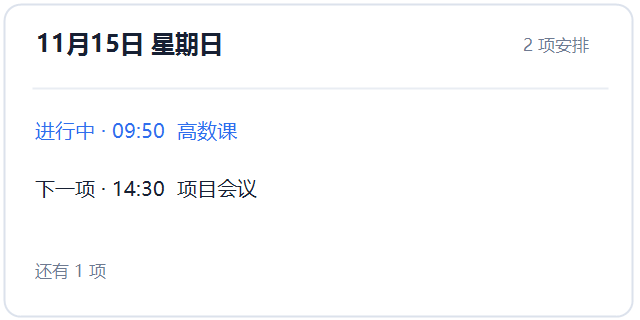 11月15日 星期日
2 项安排
进行中 · 09:50 高数课
下一项 · 14:30 项目会议
还有 1 项